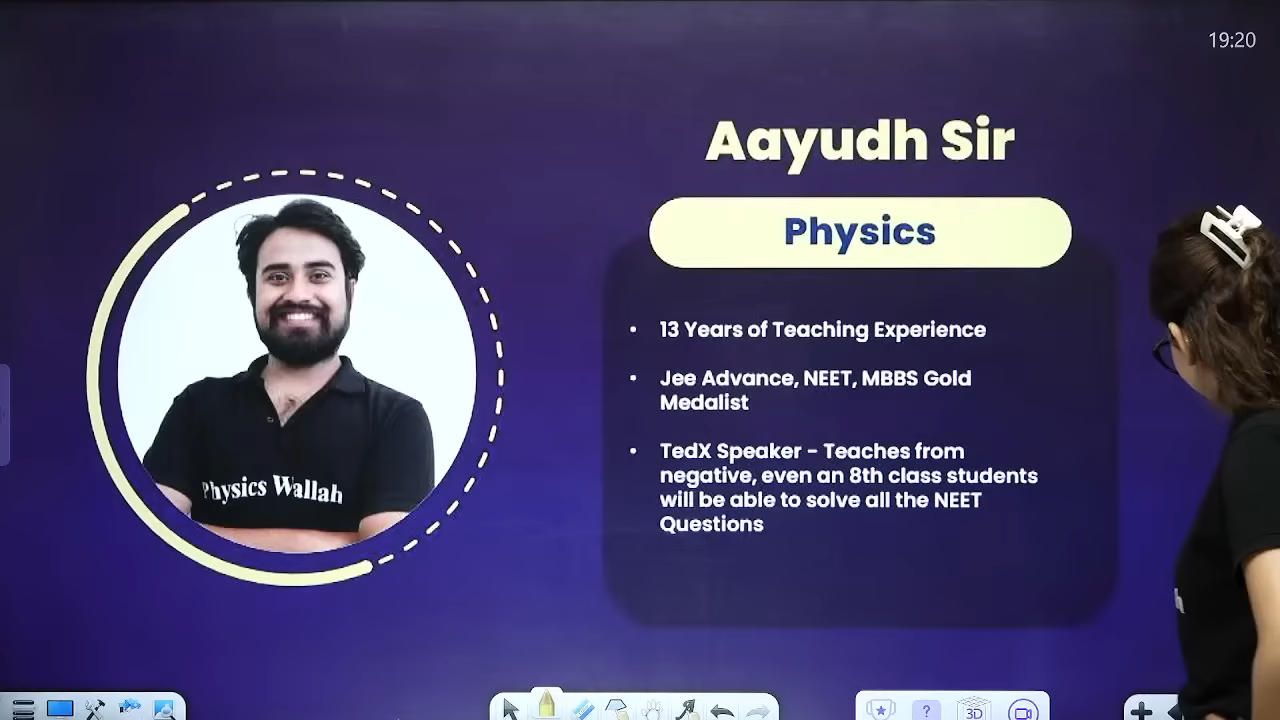 19:20
Aayudh Sir
Physics
• 13 Years of Teaching Experience
• Jee Advance, NEET, MBBS Gold
Medalist
• TedX Speaker - Teaches from
negative, even an 8th class students
will be able to solve all the NEET
Questions
Physics Wallah
?
3D
h